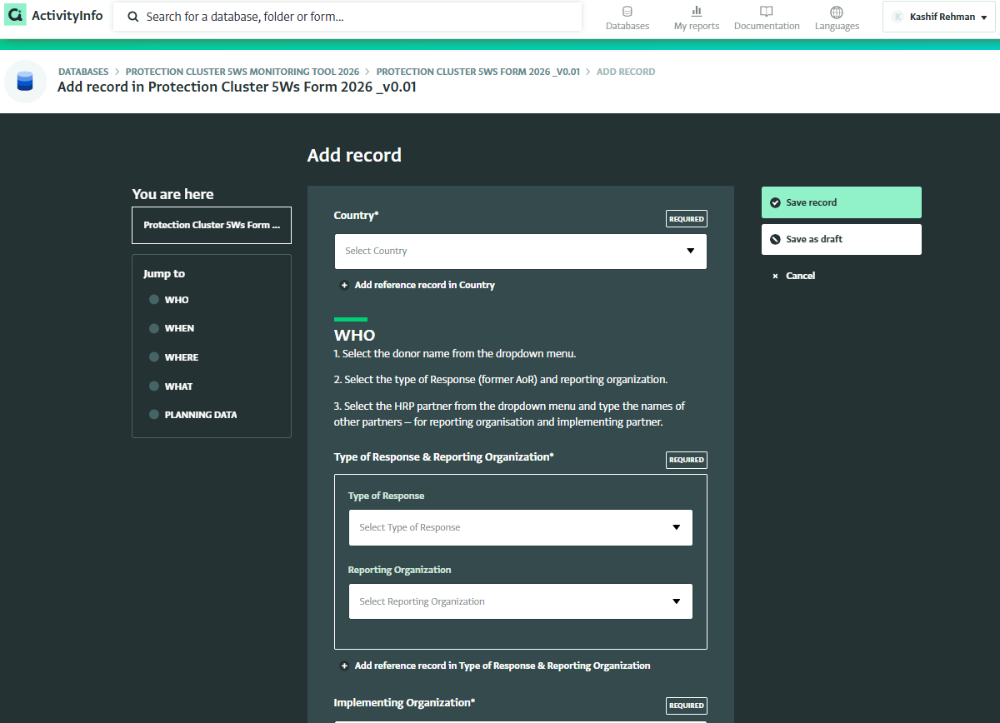 ActivityInfo
Search for a database, folder or form...
Databases
My reports
Documentation
Languages
K
Kashif Rehman
DATABASES > PROTECTION CLUSTER 5WS MONITORING TOOL 2026 > PROTECTION CLUSTER 5WS FORM 2026 _V0.01 > ADD RECORD
Add record in Protection Cluster 5Ws Form 2026 _v0.01
Add record
You are here
Protection Cluster 5Ws Form ...
Jump to
WHO
WHEN
WHERE
WHAT
PLANNING DATA
Country*
REQUIRED
Select Country
Add reference record in Country
WHO
1. Select the donor name from the dropdown menu.
2. Select the type of Response (former AoR) and reporting organization.
3. Select the HRP partner from the dropdown menu and type the names of
other partners – for reporting organisation and implementing partner.
Type of Response & Reporting Organization*
REQUIRED
Type of Response
Select Type of Response
Reporting Organization
Select Reporting Organization
Add reference record in Type of Response & Reporting Organization
Implementing Organization*
REQUIRED
Save record
Save as draft
Cancel